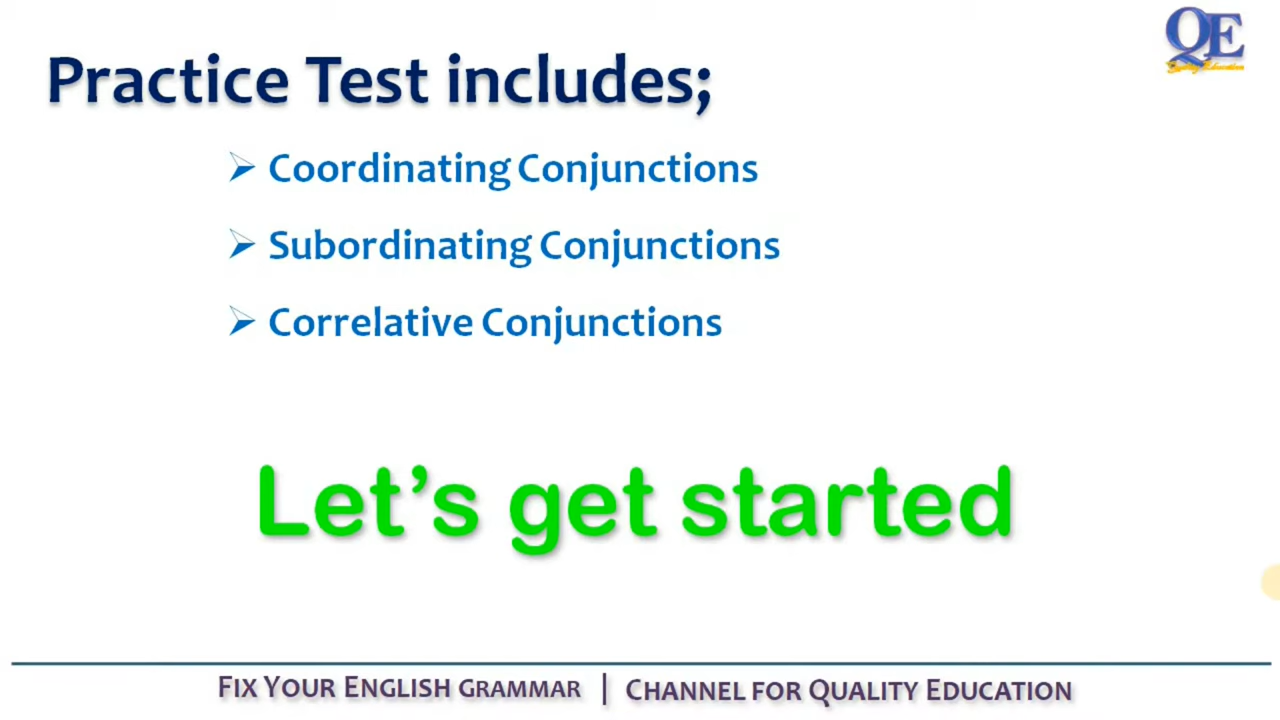 QE
Practice Test includes;
Coordinating Conjunctions
Subordinating Conjunctions
Correlative Conjunctions
Let’s get started
FIX YOUR ENGLISH GRAMMAR | CHANNEL FOR QUALITY EDUCATION